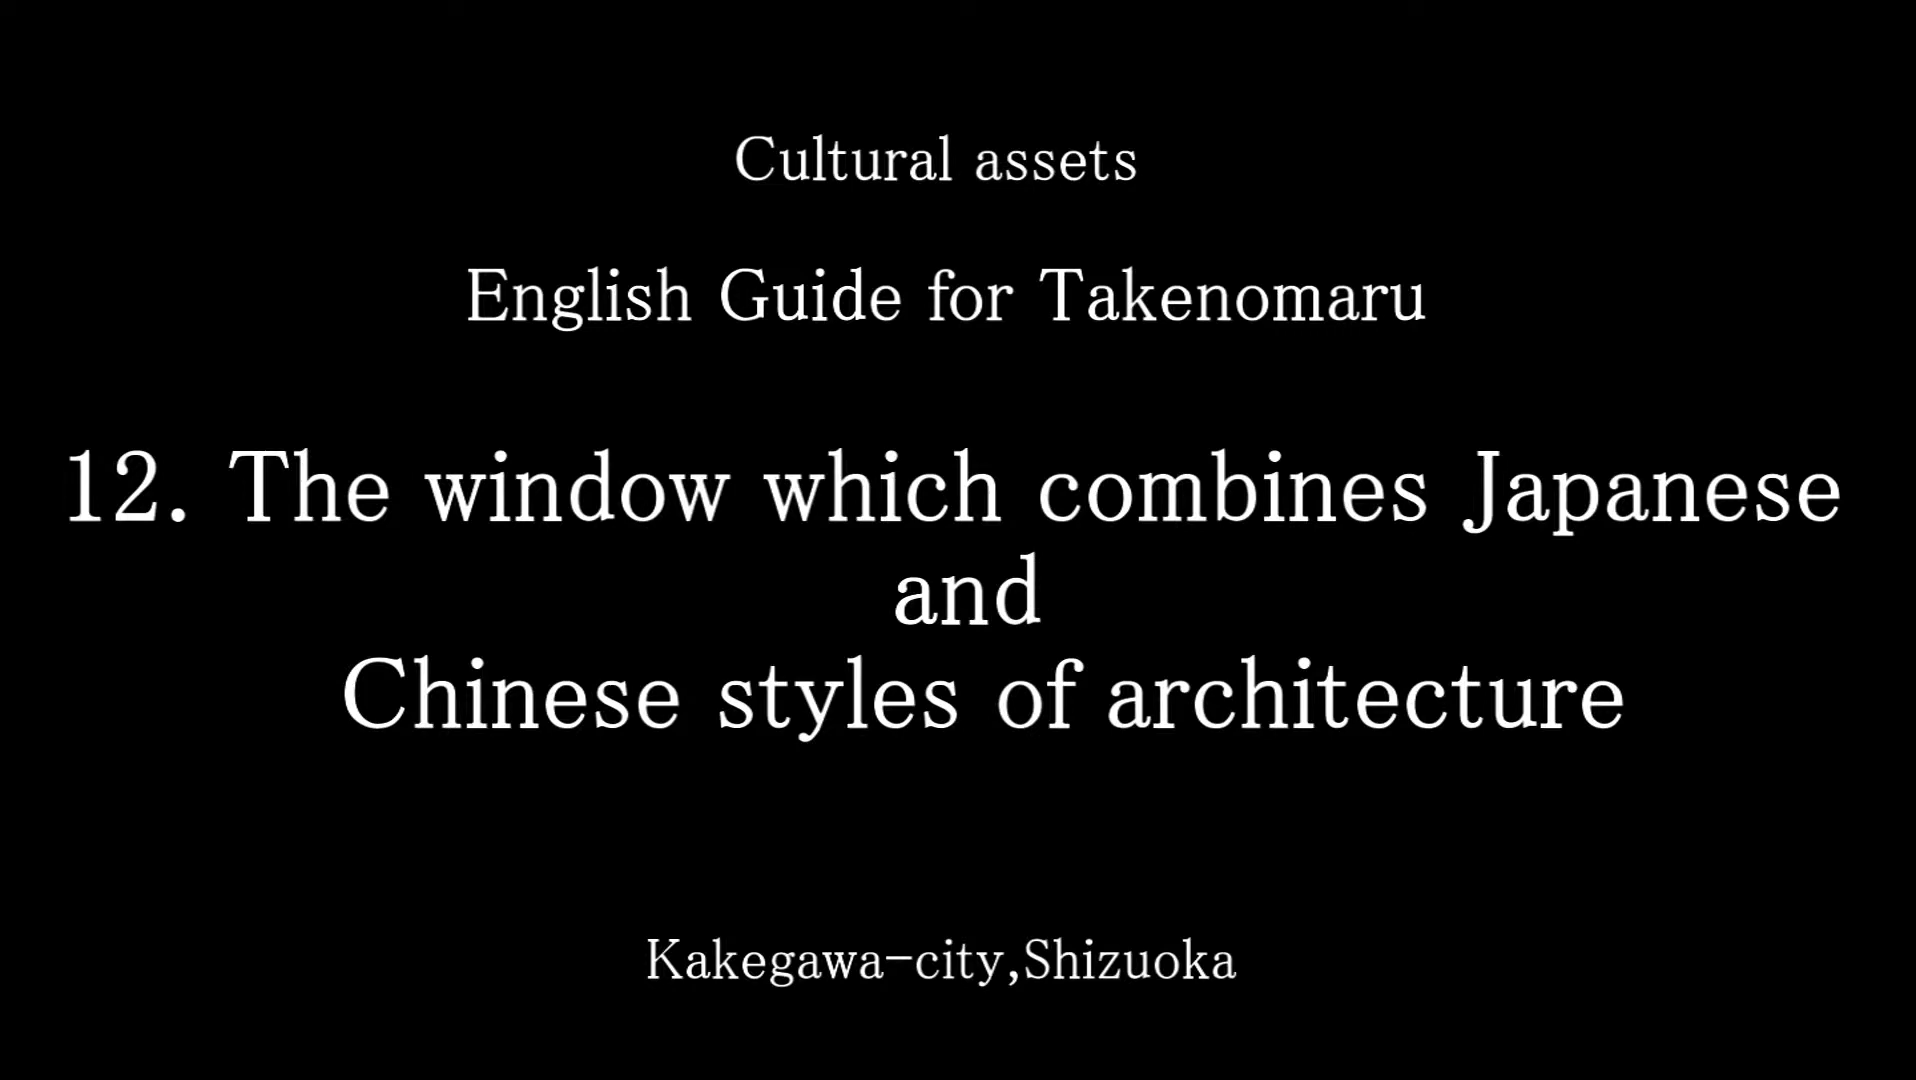 Cultural assets
English Guide for Takenomaru
12. The window which combines Japanese
and
Chinese styles of architecture
Kakegawa-city,Shizuoka